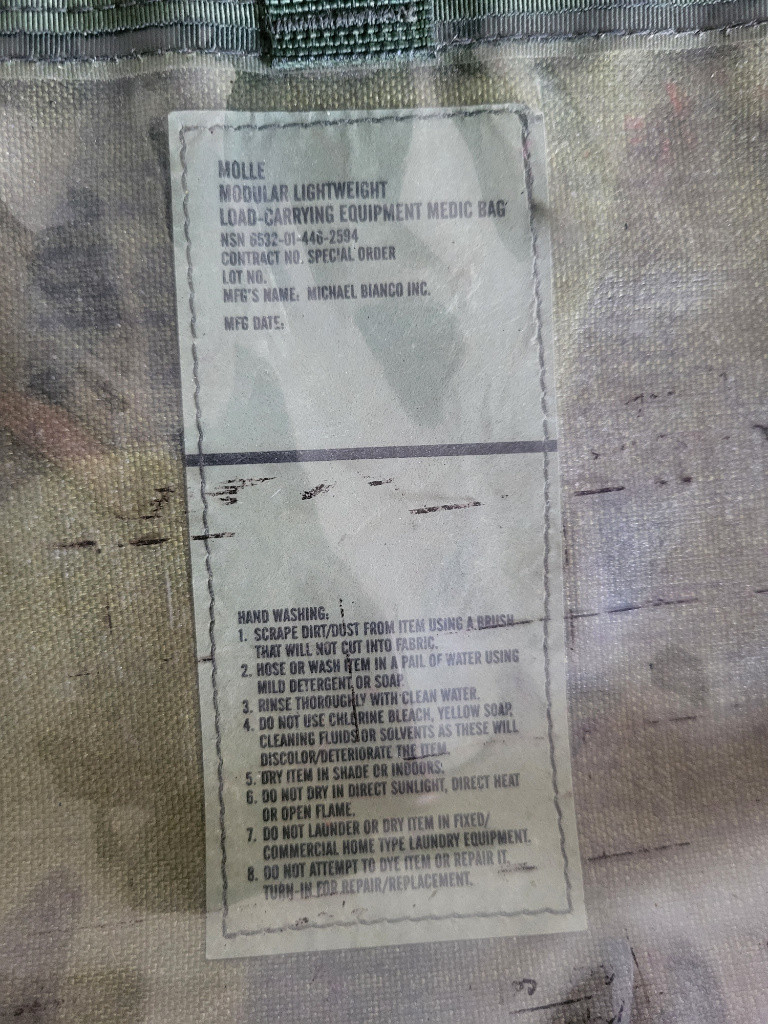 MOLLE
MODULAR LIGHTWEIGHT
LOAD-CARRYING EQUIPMENT MEDIC BAG
NSN 6532-01-446-2594
CONTRACT NO. SPECIAL ORDER
LOT NO.
MFG'S NAME: MICHAEL BIANCO INC.
MFG DATE:
HAND WASHING:
1. SCRAPE DIRT/DUST FROM ITEM USING A BRUSH
THAT WILL NOT CUT INTO FABRIC.
2. HOSE OR WASH ITEM IN A PAIL OF WATER USING
MILD DETERGENT OR SOAP.
3. RINSE THOROUGHLY WITH CLEAN WATER.
4. DO NOT USE CHLORINE BLEACH, YELLOW SOAP,
CLEANING FLUIDS OR SOLVENTS AS THESE WILL
DISCOLOR/DETERIORATE THE ITEM.
5. DRY ITEM IN SHADE OR INDOORS.
6. DO NOT DRY IN DIRECT SUNLIGHT, DIRECT HEAT
OR OPEN FLAME.
7. DO NOT LAUNDER OR DRY ITEM IN FIXED/
COMMERCIAL HOME TYPE LAUNDRY EQUIPMENT.
8. DO NOT ATTEMPT TO DYE ITEM OR REPAIR IT,
TURN-IN FOR REPAIR/REPLACEMENT.